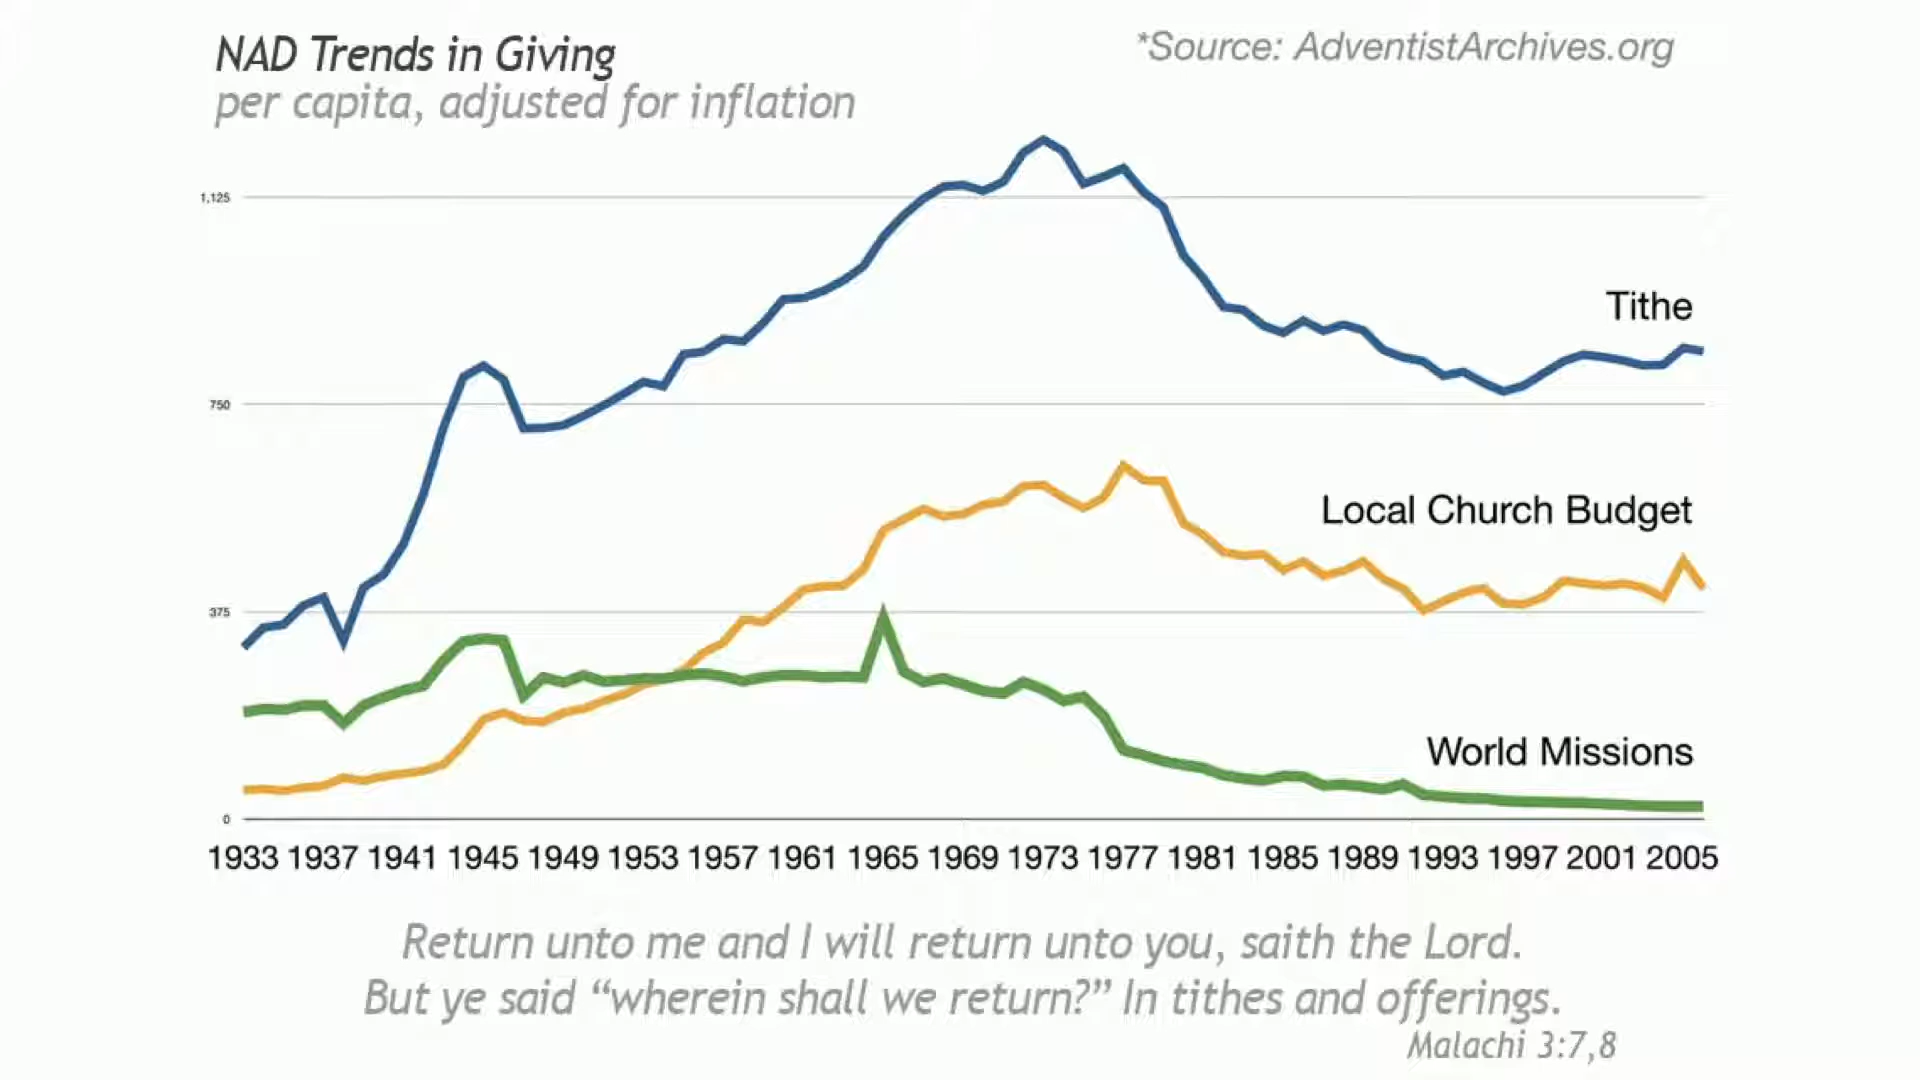 NAD Trends in Giving
per capita, adjusted for inflation
*Source: AdventistArchives.org
1,125
Tithe
750
Local Church Budget
375
World Missions
0
1933 1937 1941 1945 1949 1953 1957 1961 1965 1969 1973 1977 1981 1985 1989 1993 1997 2001 2005
Return unto me and I will return unto you, saith the Lord.
But ye said “wherein shall we return?” In tithes and offerings.
Malachi 3:7,8